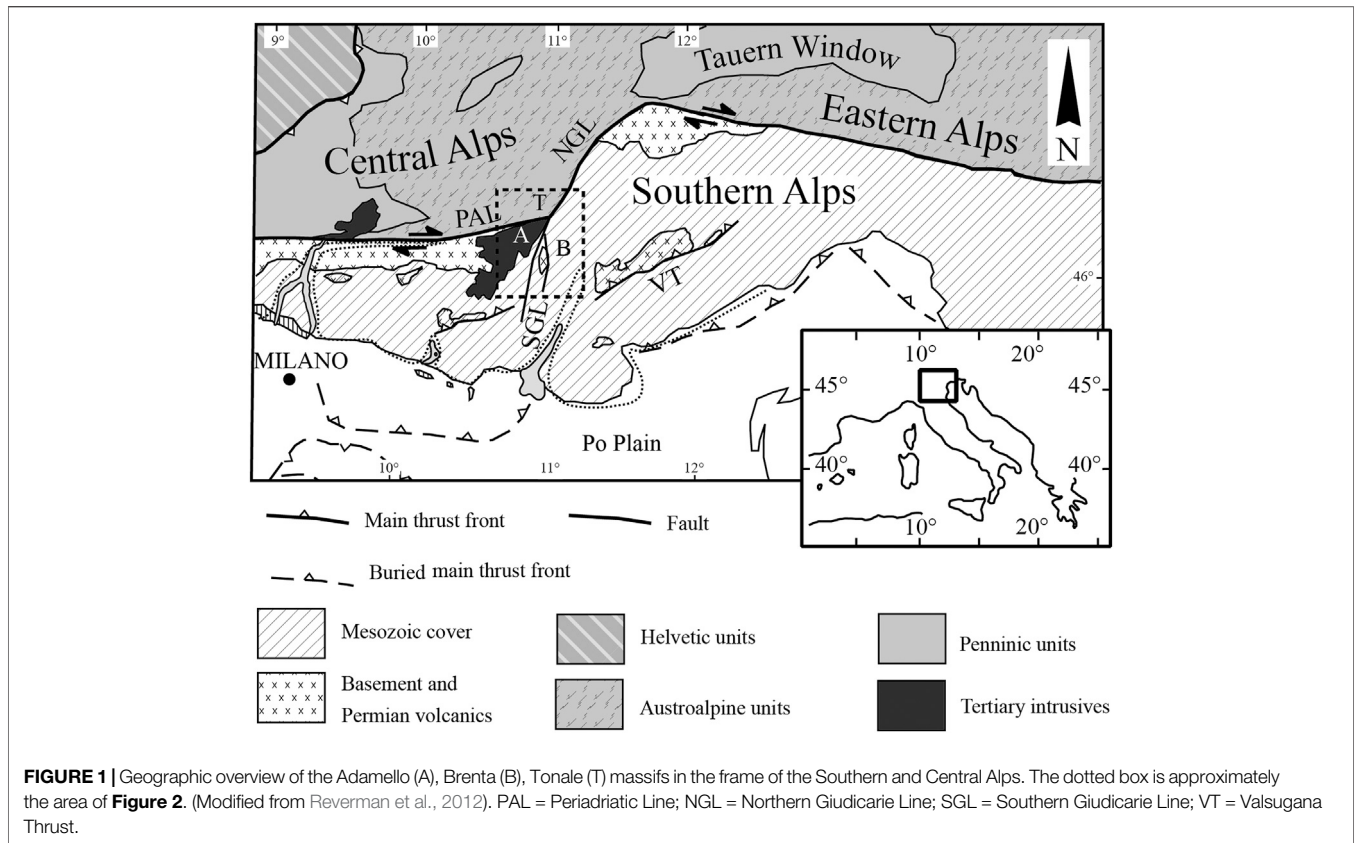 9°
10°
11°
12°
Tauern Window
Eastern Alps
N
Central Alps
NGL
Southern Alps
PAL
T
A
B
VT
46°
SGL
MILANO
Po Plain
10°
11°
12°
10°
20°
45°
45°
40°
40°
10°
20°
Main thrust front
Fault
Buried main thrust front
Mesozoic cover
Helvetic units
Penninic units
Basement and
Permian volcanics
Austroalpine units
Tertiary intrusives
FIGURE 1 | Geographic overview of the Adamello (A), Brenta (B), Tonale (T) massifs in the frame of the Southern and Central Alps. The dotted box is approximately
the area of Figure 2. (Modified from Reverman et al., 2012). PAL = Periadriatic Line; NGL = Northern Giudicarie Line; SGL = Southern Giudicarie Line; VT = Valsugana
Thrust.